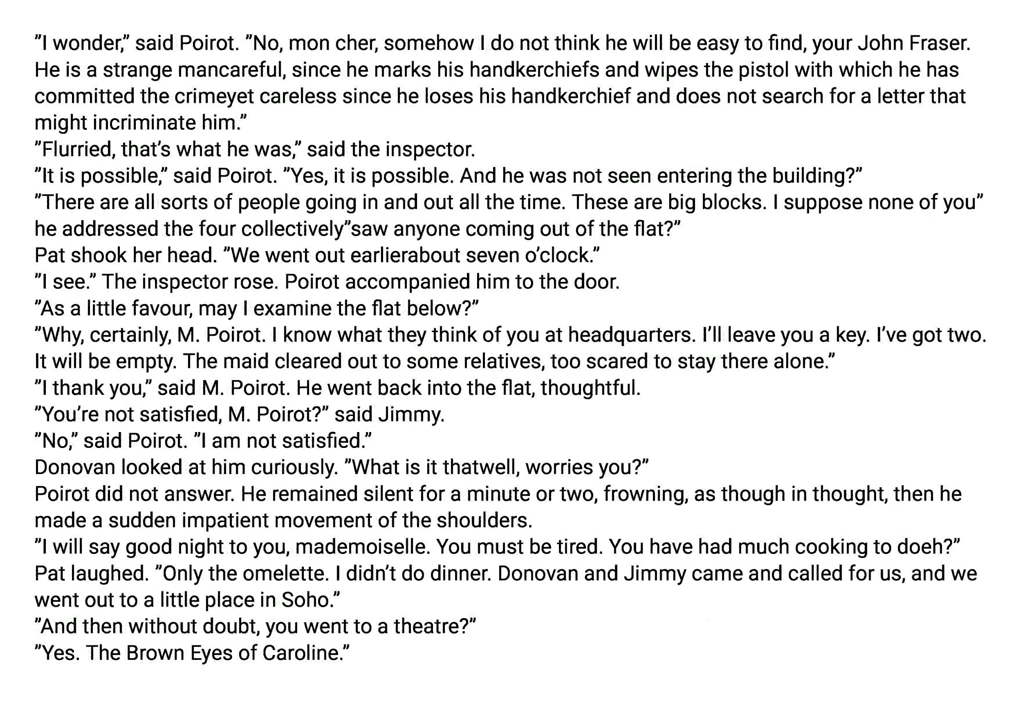 "I wonder," said Poirot. "No, mon cher, somehow I do not think he will be easy to find, your John Fraser.
He is a strange mancareful, since he marks his handkerchiefs and wipes the pistol with which he has
committed the crimeyet careless since he loses his handkerchief and does not search for a letter that
might incriminate him."
"Flurried, that's what he was," said the inspector.
"It is possible," said Poirot. "Yes, it is possible. And he was not seen entering the building?"
"There are all sorts of people going in and out all the time. These are big blocks. I suppose none of you"
he addressed the four collectively"saw anyone coming out of the flat?"
Pat shook her head. "We went out earlierabout seven o'clock."
"I see." The inspector rose. Poirot accompanied him to the door.
"As a little favour, may I examine the flat below?"
"Why, certainly, M. Poirot. I know what they think of you at headquarters. I'll leave you a key. I've got two.
It will be empty. The maid cleared out to some relatives, too scared to stay there alone."
"I thank you," said M. Poirot. He went back into the flat, thoughtful.
"You're not satisfied, M. Poirot?" said Jimmy.
"No," said Poirot. "I am not satisfied."
Donovan looked at him curiously. "What is it thatwell, worries you?"
Poirot did not answer. He remained silent for a minute or two, frowning, as though in thought, then he
made a sudden impatient movement of the shoulders.
"I will say good night to you, mademoiselle. You must be tired. You have had much cooking to doeh?"
Pat laughed. "Only the omelette. I didn't do dinner. Donovan and Jimmy came and called for us, and we
went out to a little place in Soho."
"And then without doubt, you went to a theatre?"
"Yes. The Brown Eyes of Caroline."